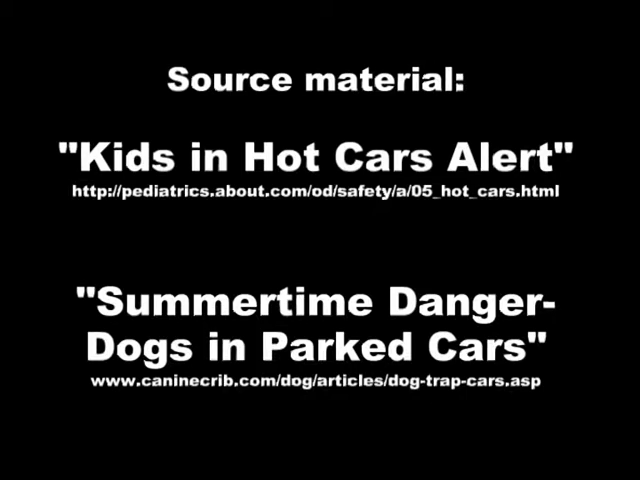 Source material:
"Kids in Hot Cars Alert"
http://pediatrics.about.com/od/safety/a/05_hot_cars.html
"Summertime Danger-
Dogs in Parked Cars"
www.caninecrib.com/dog/articles/dog-trap-cars.asp